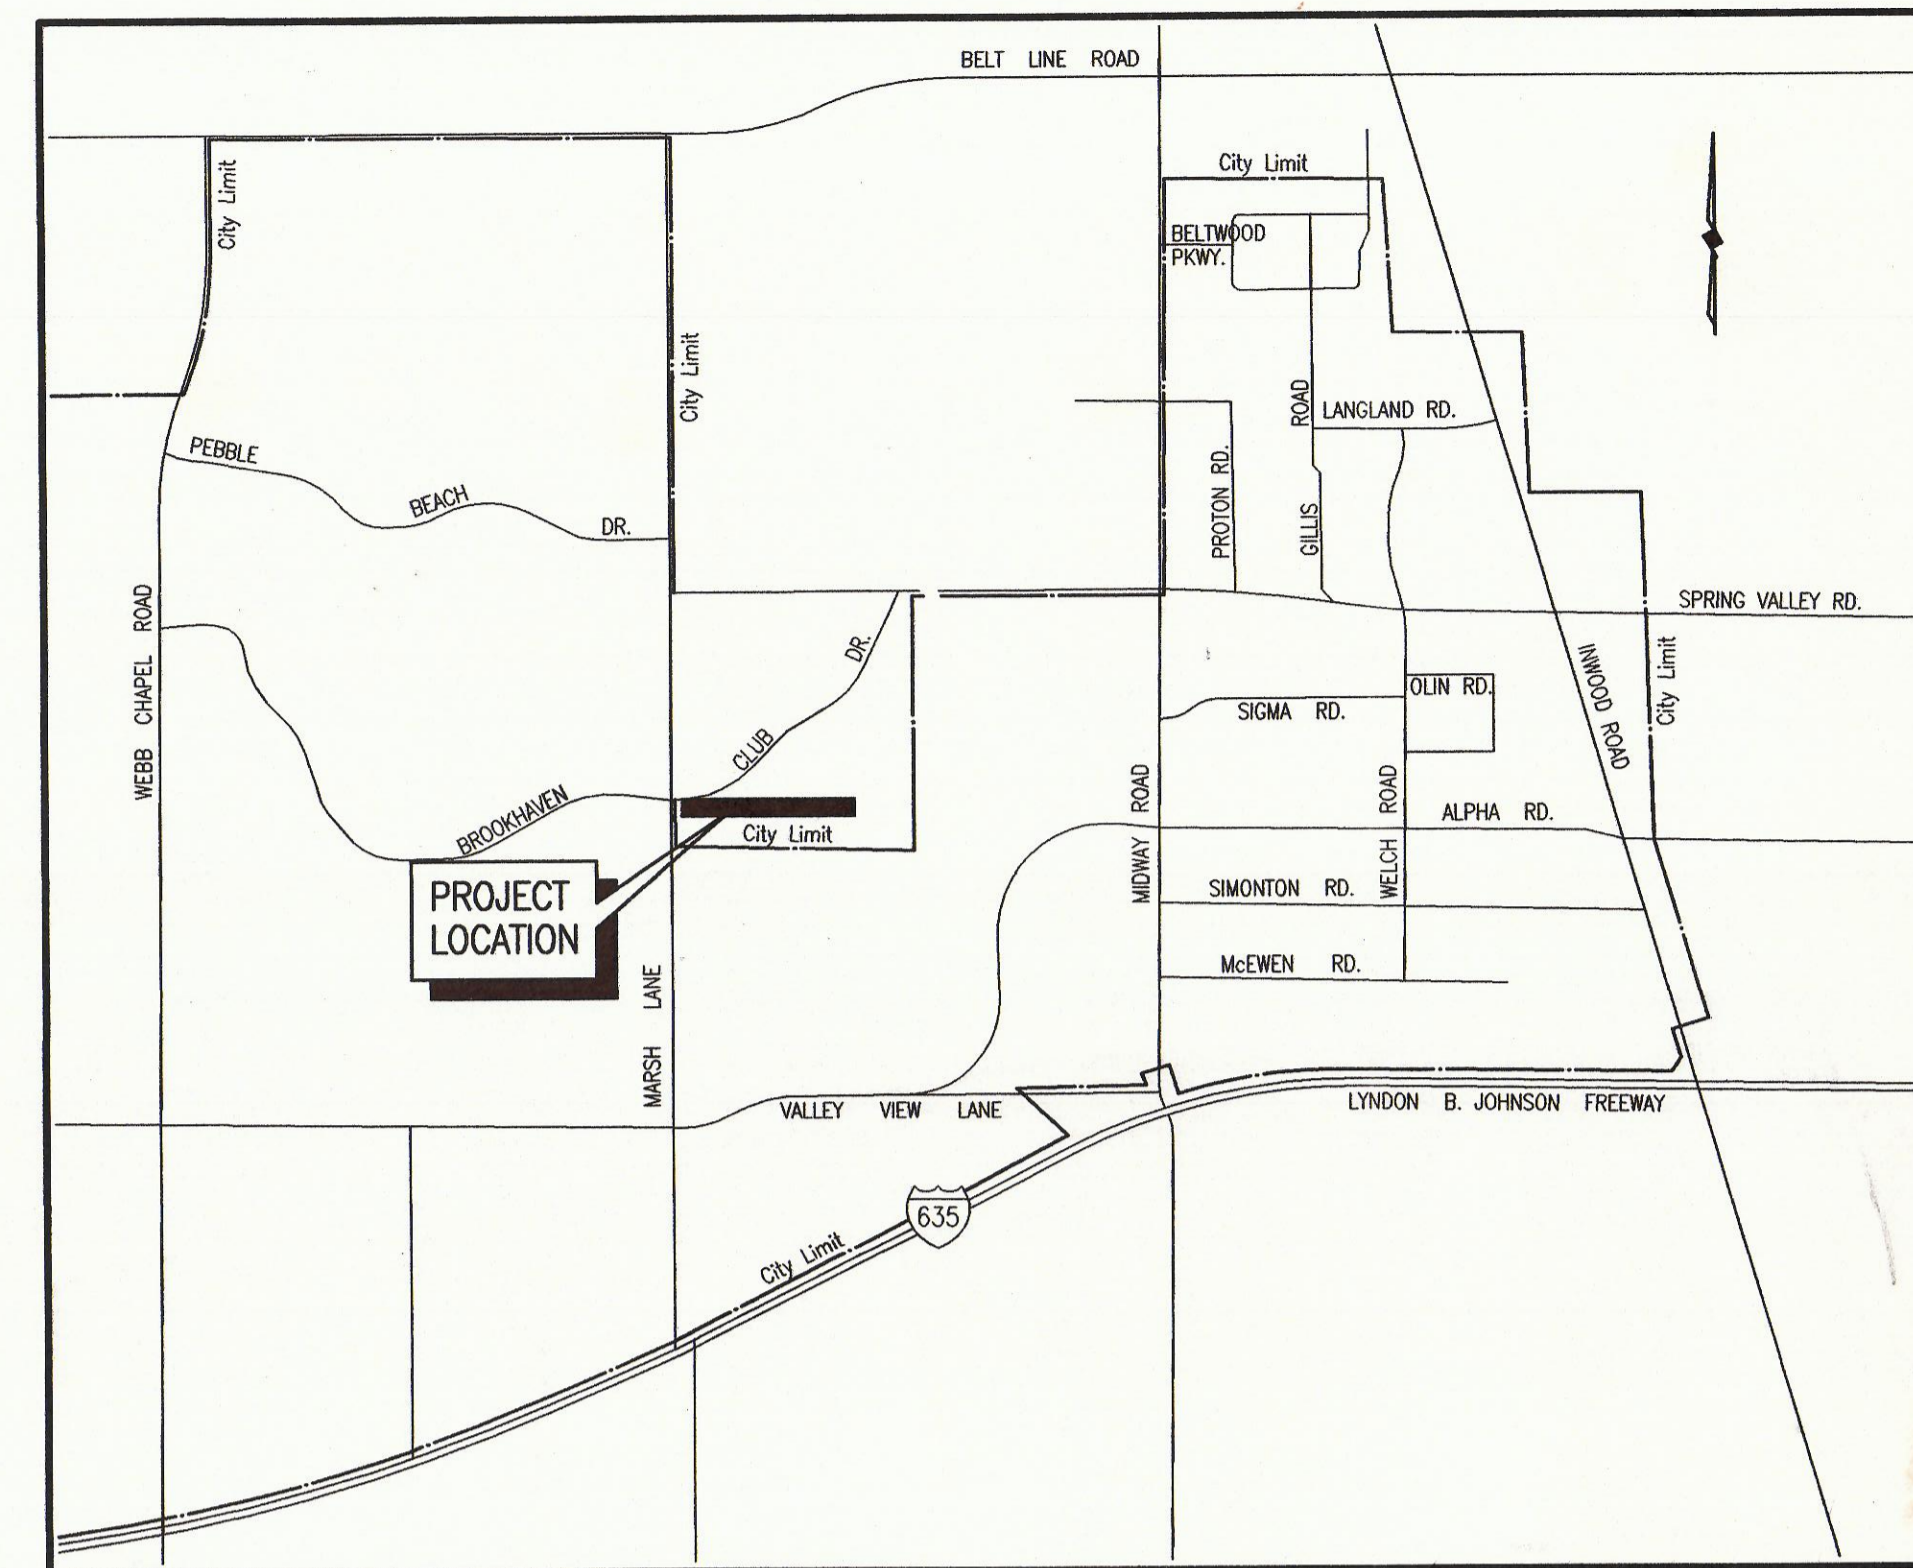 BELT LINE ROAD
City Limit
City Limit
BELTWOOD
PKWY.
City Limit
ROAD
LANGLAND RD.
PEBBLE
BEACH
DR.
PROTON RD.
GILLIS
SPRING VALLEY RD.
WEBB CHAPEL ROAD
DR.
CLUB
BROOKHAVEN
INWOOD ROAD
City Limit
OLIN RD.
SIGMA RD.
MIDWAY ROAD
WELCH ROAD
ALPHA RD.
City Limit
PROJECT
LOCATION
SIMONTON RD.
McEWEN RD.
MARSH LANE
VALLEY VIEW LANE
LYNDON B. JOHNSON FREEWAY
635
City Limit